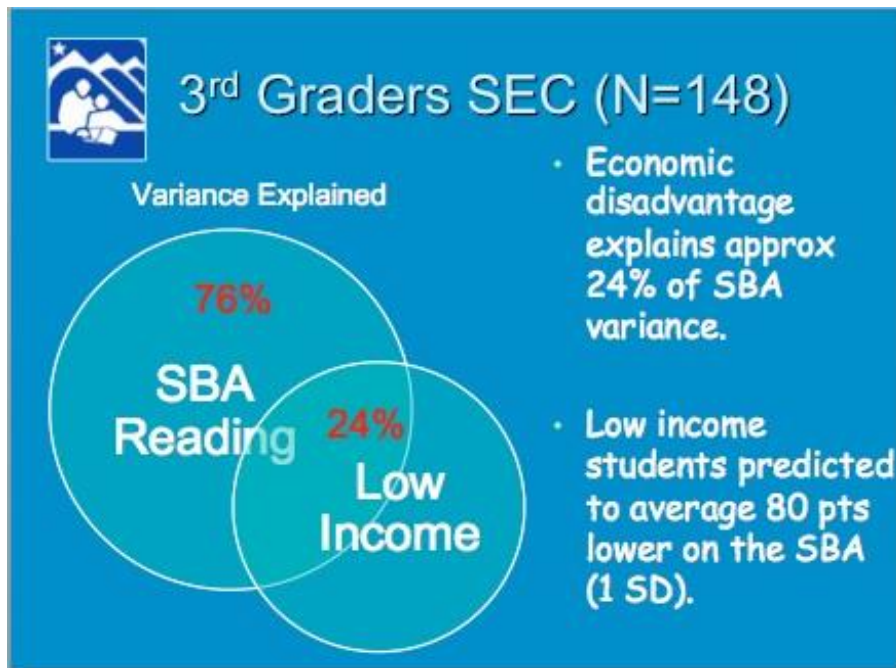 3rd Graders SEC (N=148)
Variance Explained
76%
SBA
Reading
24%
Low
Income
• Economic
disadvantage
explains approx
24% of SBA
variance.
• Low income
students predicted
to average 80 pts
lower on the SBA
(1 SD).